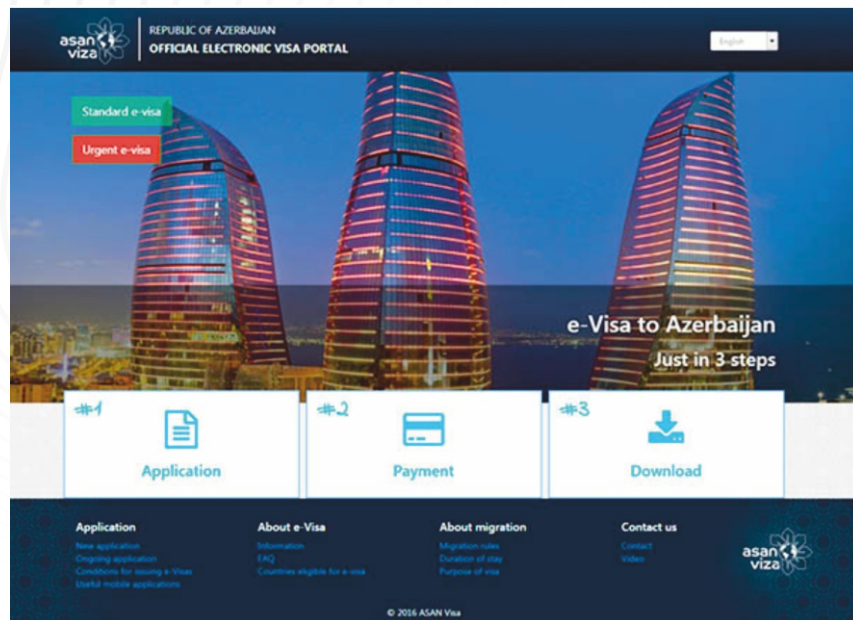 asan
viza
REPUBLIC OF AZERBAIJAN
OFFICIAL ELECTRONIC VISA PORTAL
English
Standard e-visa
Urgent e-visa
e-Visa to Azerbaijan
Just in 3 steps
#1
Application
#2
Payment
#3
Download
Application
New application
Ongoing application
Conditions for issuing e-Visas
Useful mobile applications
About e-Visa
Information
FAQ
Countries eligible for e-visa
About migration
Migration rules
Duration of stay
Purpose of visa
Contact us
Contact
Video
asan
viza
© 2016 ASAN Visa